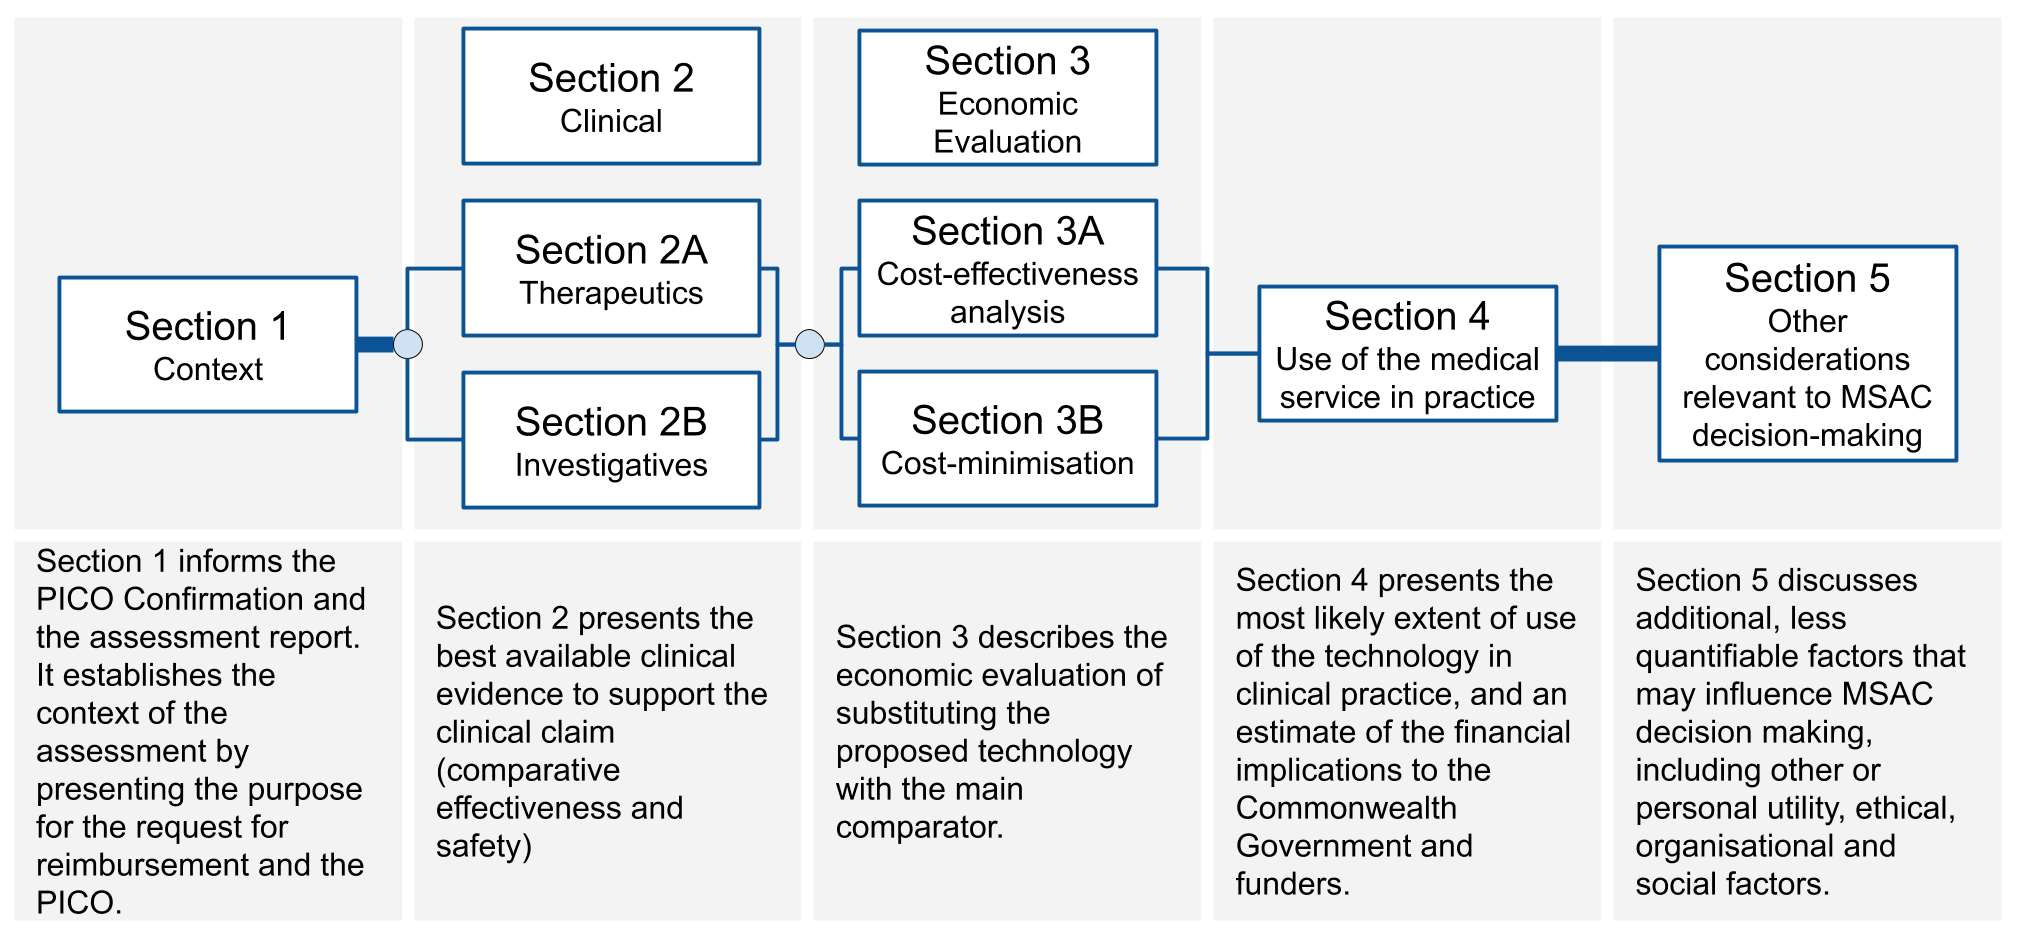 Section 1
Context
Section 2
Clinical
Section 2A
Therapeutics
Section 2B
Investigatives
Section 3
Economic
Evaluation
Section 3A
Cost-effectiveness
analysis
Section 3B
Cost-minimisation
Section 4
Use of the medical
service in practice
Section 5
Other
considerations
relevant to MSAC
decision-making
Section 1 informs the
PICO Confirmation and
the assessment report.
It establishes the
context of the
assessment by
presenting the purpose
for the request for
reimbursement and the
PICO.
Section 2 presents the
best available clinical
evidence to support the
clinical claim
(comparative
effectiveness and
safety)
Section 3 describes the
economic evaluation of
substituting the
proposed technology
with the main
comparator.
Section 4 presents the
most likely extent of use
of the technology in
clinical practice, and an
estimate of the financial
implications to the
Commonwealth
Government and
funders.
Section 5 discusses
additional, less
quantifiable factors that
may influence MSAC
decision making,
including other or
personal utility, ethical,
organisational and
social factors.